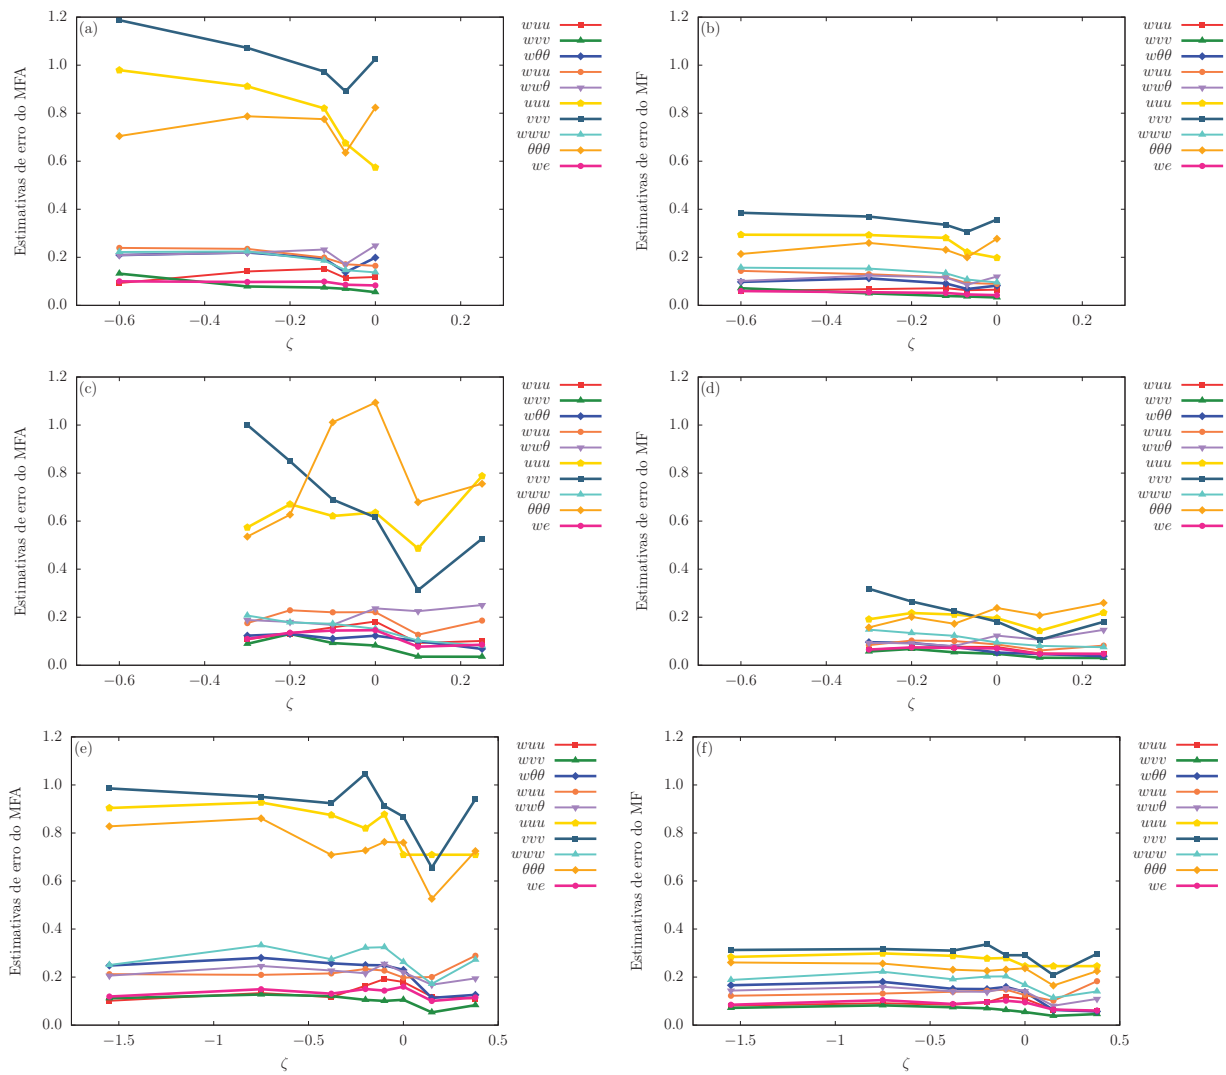 (a)
Estimativas de erro do MFA
1.2
1.0
0.8
0.6
0.4
0.2
0.0
−0.6
−0.4
−0.2
0
0.2
ζ
wuu
wvv
wθθ
wuu
wwθ
uuu
vvv
www
θθθ
we
(b)
Estimativas de erro do MF
1.2
1.0
0.8
0.6
0.4
0.2
0.0
−0.6
−0.4
−0.2
0
0.2
ζ
wuu
wvv
wθθ
wuu
wwθ
uuu
vvv
www
θθθ
we
(c)
Estimativas de erro do MFA
1.2
1.0
0.8
0.6
0.4
0.2
0.0
−0.6
−0.4
−0.2
0
0.2
ζ
wuu
wvv
wθθ
wuu
wwθ
uuu
vvv
www
θθθ
we
(d)
Estimativas de erro do MF
1.2
1.0
0.8
0.6
0.4
0.2
0.0
−0.6
−0.4
−0.2
0
0.2
ζ
wuu
wvv
wθθ
wuu
wwθ
uuu
vvv
www
θθθ
we
(e)
Estimativas de erro do MFA
1.2
1.0
0.8
0.6
0.4
0.2
0.0
−1.5
−1
−0.5
0
0.5
ζ
wuu
wvv
wθθ
wuu
wwθ
uuu
vvv
www
θθθ
we
(f)
Estimativas de erro do MF
1.2
1.0
0.8
0.6
0.4
0.2
0.0
−1.5
−1
−0.5
0
0.5
ζ
wuu
wvv
wθθ
wuu
wwθ
uuu
vvv
www
θθθ
we